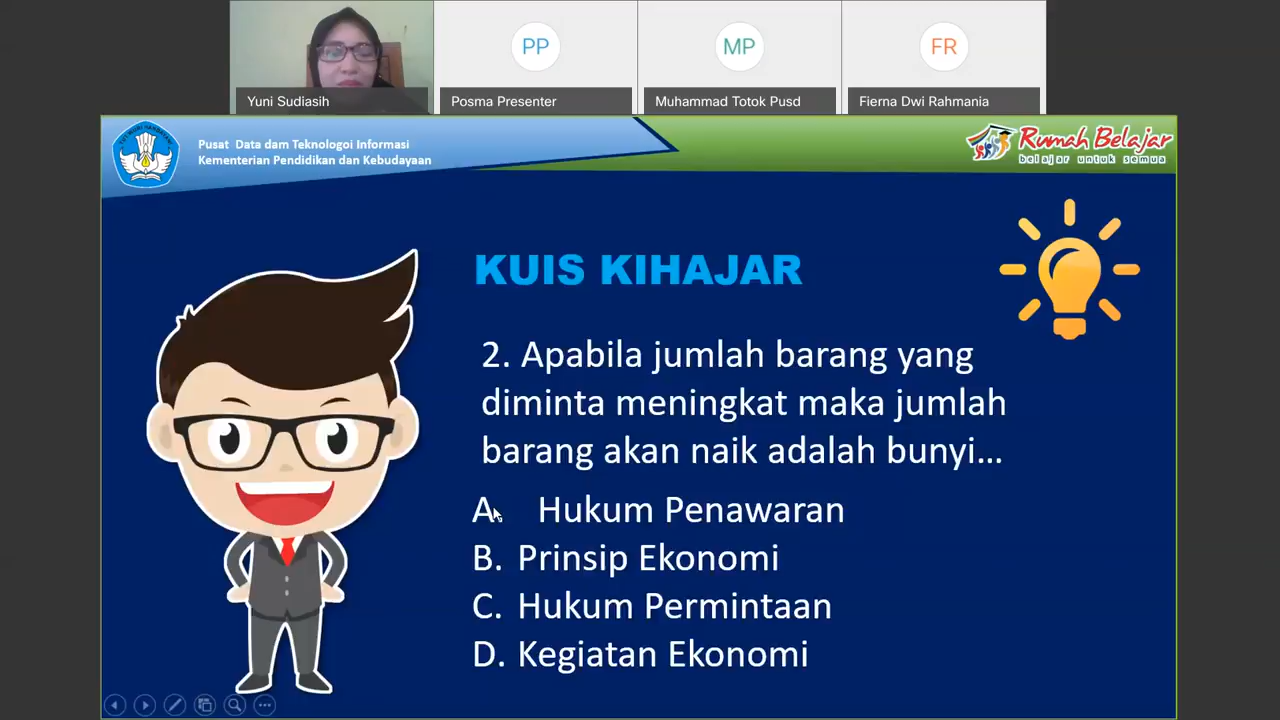 PP
MP
FR
Yuni Sudiasih
Posma Presenter
Muhammad Totok Pusd
Fierna Dwi Rahmania
Pusat Data dam Teknologoi Informasi
Kementerian Pendidikan dan Kebudayaan
Rumah Belajar
belajar untuk semua
KUIS KIHAJAR
2. Apabila jumlah barang yang
diminta meningkat maka jumlah
barang akan naik adalah bunyi...
A. Hukum Penawaran
B. Prinsip Ekonomi
C. Hukum Permintaan
D. Kegiatan Ekonomi